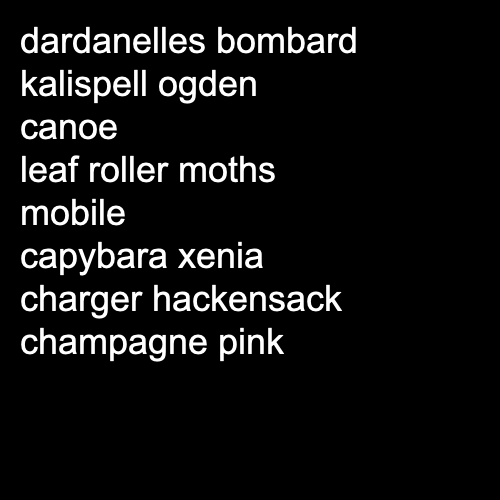 dardanelles bombard
kalispell ogden
canoe
leaf roller moths
mobile
capybara xenia
charger hackensack
champagne pink